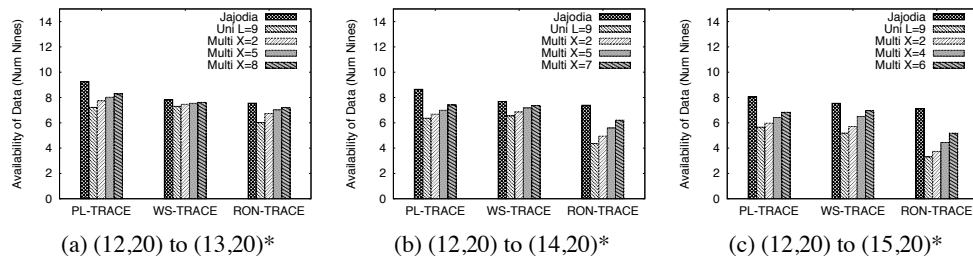 Availability of Data (Num Nines)
14
12
10
8
6
4
2
0
Jajodia
Uni L=9
Multi X=2
Multi X=5
Multi X=8
PL-TRACE WS-TRACE RON-TRACE
(a) (12,20) to (13,20)*
Availability of Data (Num Nines)
14
12
10
8
6
4
2
0
Jajodia
Uni L=9
Multi X=2
Multi X=5
Multi X=7
PL-TRACE WS-TRACE RON-TRACE
(b) (12,20) to (14,20)*
Availability of Data (Num Nines)
14
12
10
8
6
4
2
0
Jajodia
Uni L=9
Multi X=2
Multi X=4
Multi X=6
PL-TRACE WS-TRACE RON-TRACE
(c) (12,20) to (15,20)*